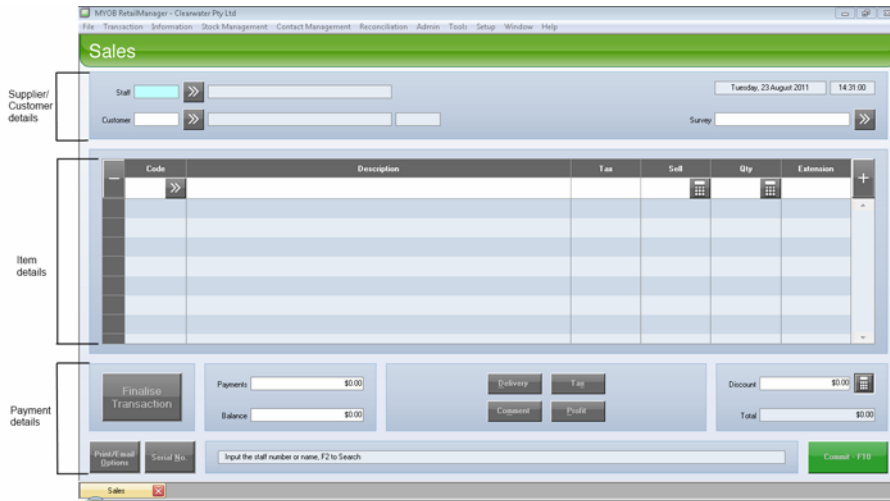 MYOB RetailManager - Clearwater Pty Ltd
File Transaction Information Stock Management Contact Management Reconciliation Admin Tools Setup Window Help
Sales
Supplier/
Customer
details
Staff
Tuesday, 23 August 2011 14:31:00
Customer
Survey
Code Description Tax Sell Qty Extension
Item
details
Payment
details
Finalise
Transaction
Payments $0.00
Balance $0.00
Delivery Tax
Comment Profit
Discount $0.00
Total $0.00
Print/Email
Options
Serial No.
Input the staff number or name, F2 to Search
Commit - F10
Sales